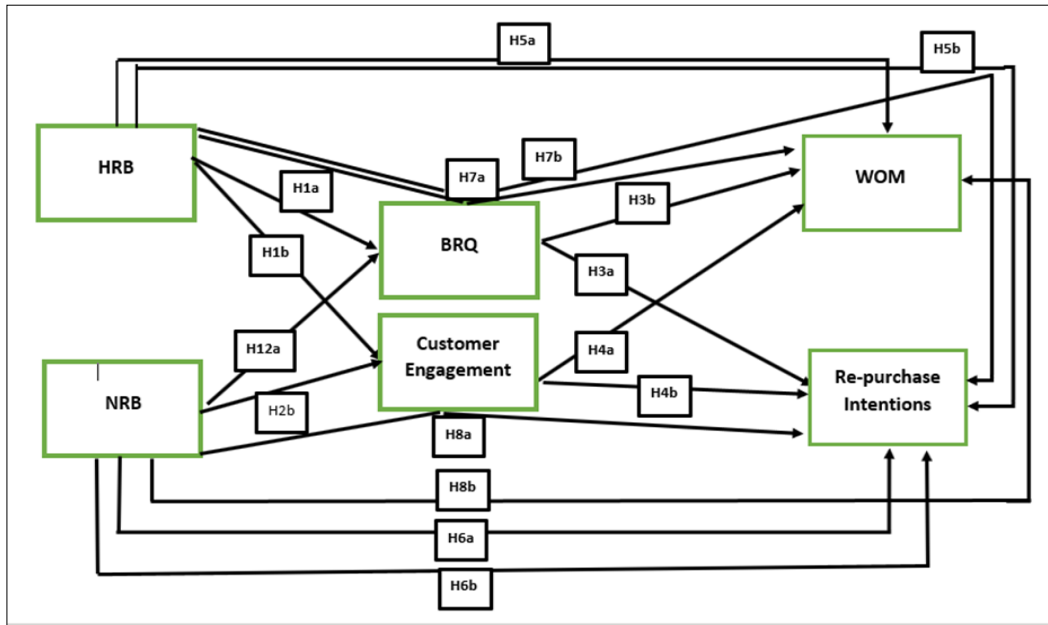 H5a
H5b
HRB
WOM
H7b
H7a
H1a
H3b
BRQ
H1b
H3a
Customer
Engagement
H12a
H4a
Re-purchase
Intentions
NRB
H4b
H2b
H8a
H8b
H6a
H6b